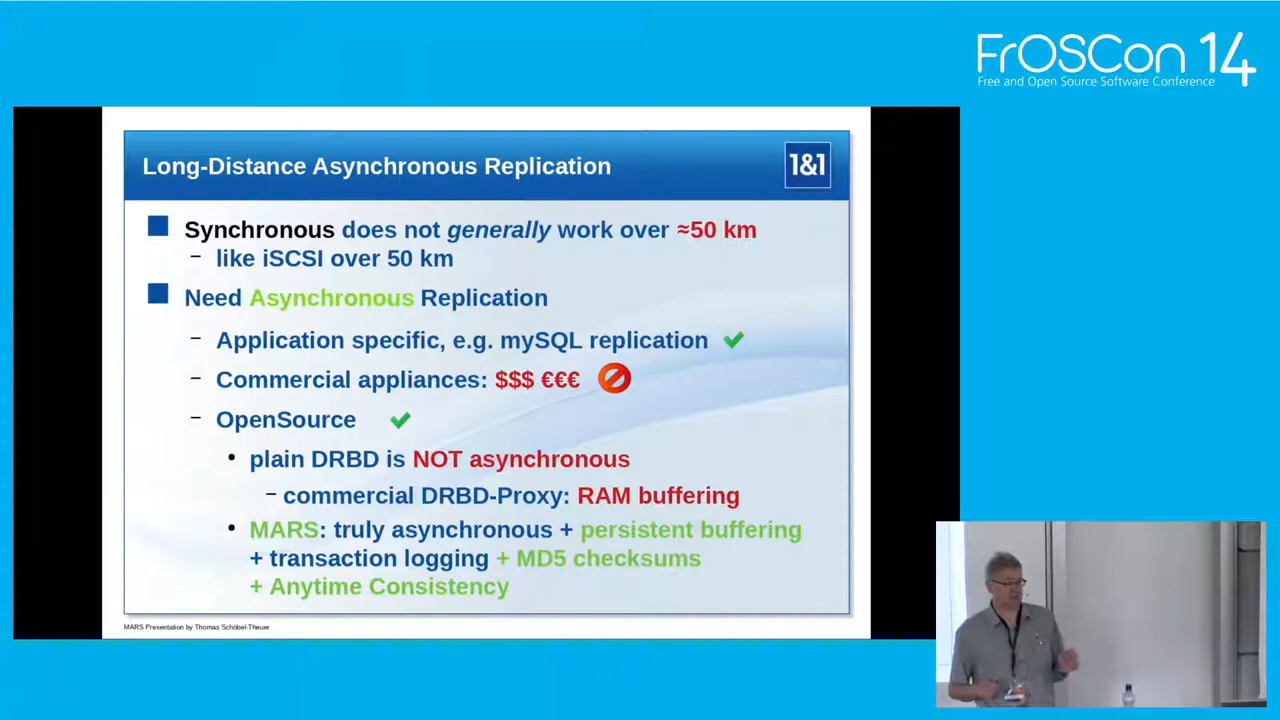 FrOSCon 14
Free and Open Source Software Conference
Long-Distance Asynchronous Replication
1&1
Synchronous does not generally work over ≈50 km
– like iSCSI over 50 km
Need Asynchronous Replication
– Application specific, e.g. mySQL replication
– Commercial appliances: $$$ €€€
– OpenSource
• plain DRBD is NOT asynchronous
– commercial DRBD-Proxy: RAM buffering
• MARS: truly asynchronous + persistent buffering
+ transaction logging + MD5 checksums
+ Anytime Consistency
MARS Presentation by Thomas Schöbel-Theuer